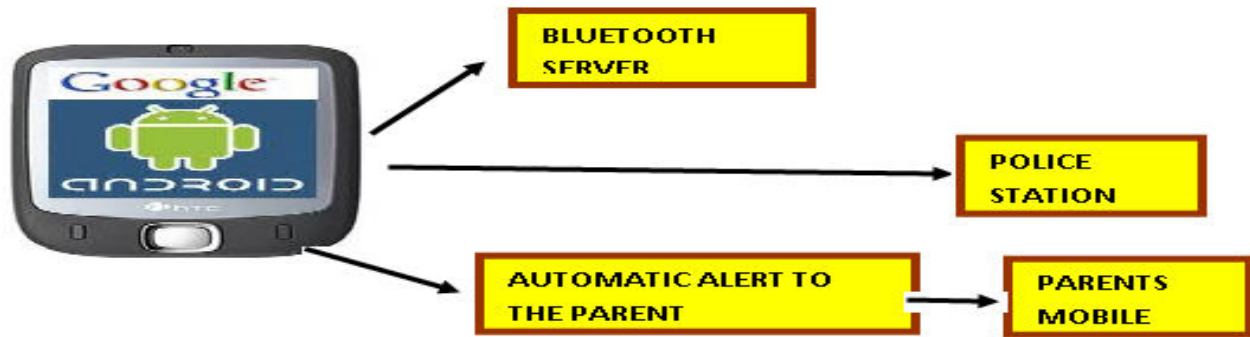 BLUETOOTH
SERVER
Google
ANDROID
HTC
POLICE
STATION
AUTOMATIC ALERT TO
THE PARENT
PARENTS
MOBILE